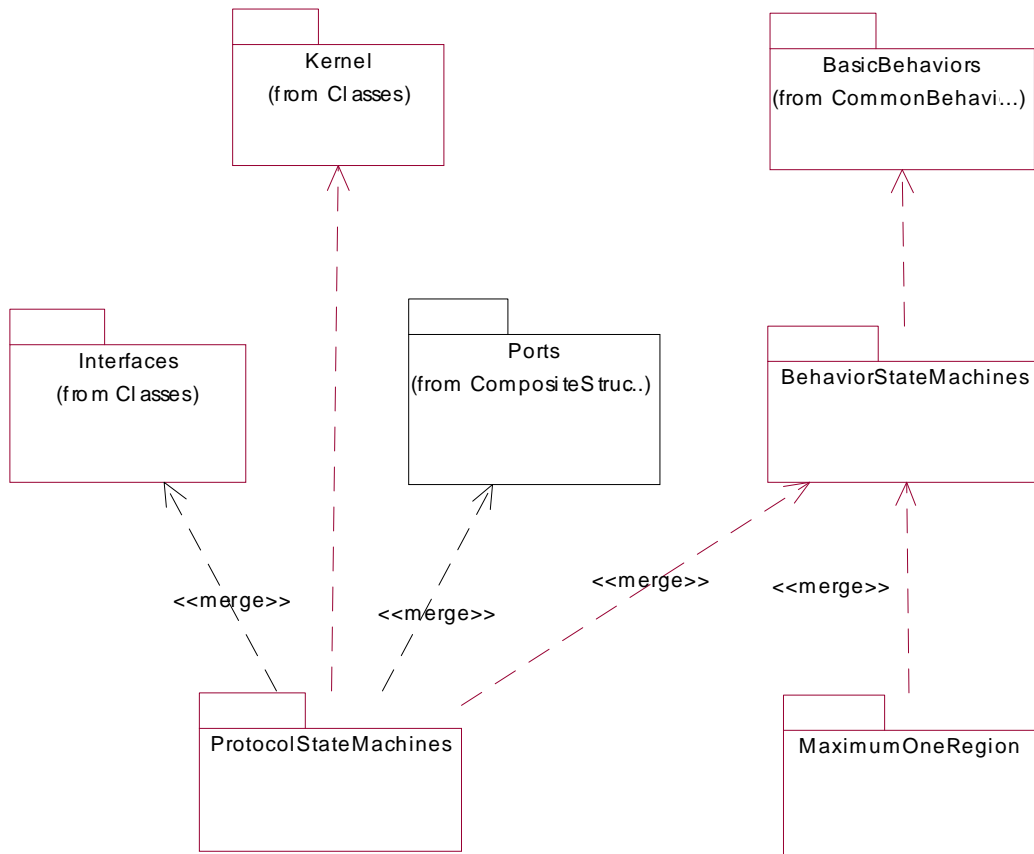 Kernel
(from Classes)
BasicBehaviors
(from CommonBehavi...)
Interfaces
(from Classes)
Ports
(from CompositeStruc..)
BehaviorStateMachines
<<merge>>
<<merge>>
<<merge>>
<<merge>>
ProtocolStateMachines
MaximumOneRegion